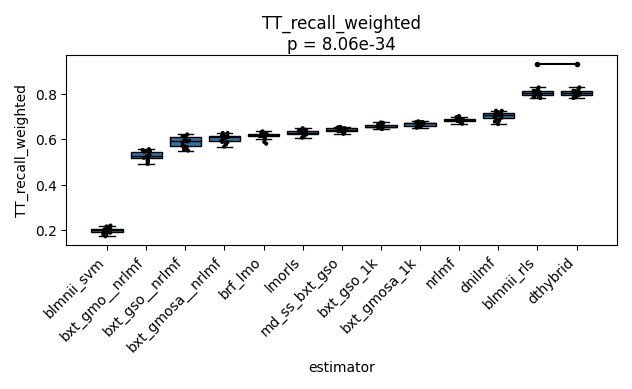 TT_recall_weighted
p = 8.06e-34
TT_recall_weighted
0.8
0.6
0.4
0.2
blmnii_svm
bxt_gmo__nrlmf
bxt_gso__nrlmf
bxt_gmosa__nrlmf
brf_lmo
lmorls
md_ss_bxt_gso
bxt_gso_1k
bxt_gmosa_1k
nrlmf
dnilmf
blmnii_rls
dthybrid
estimator